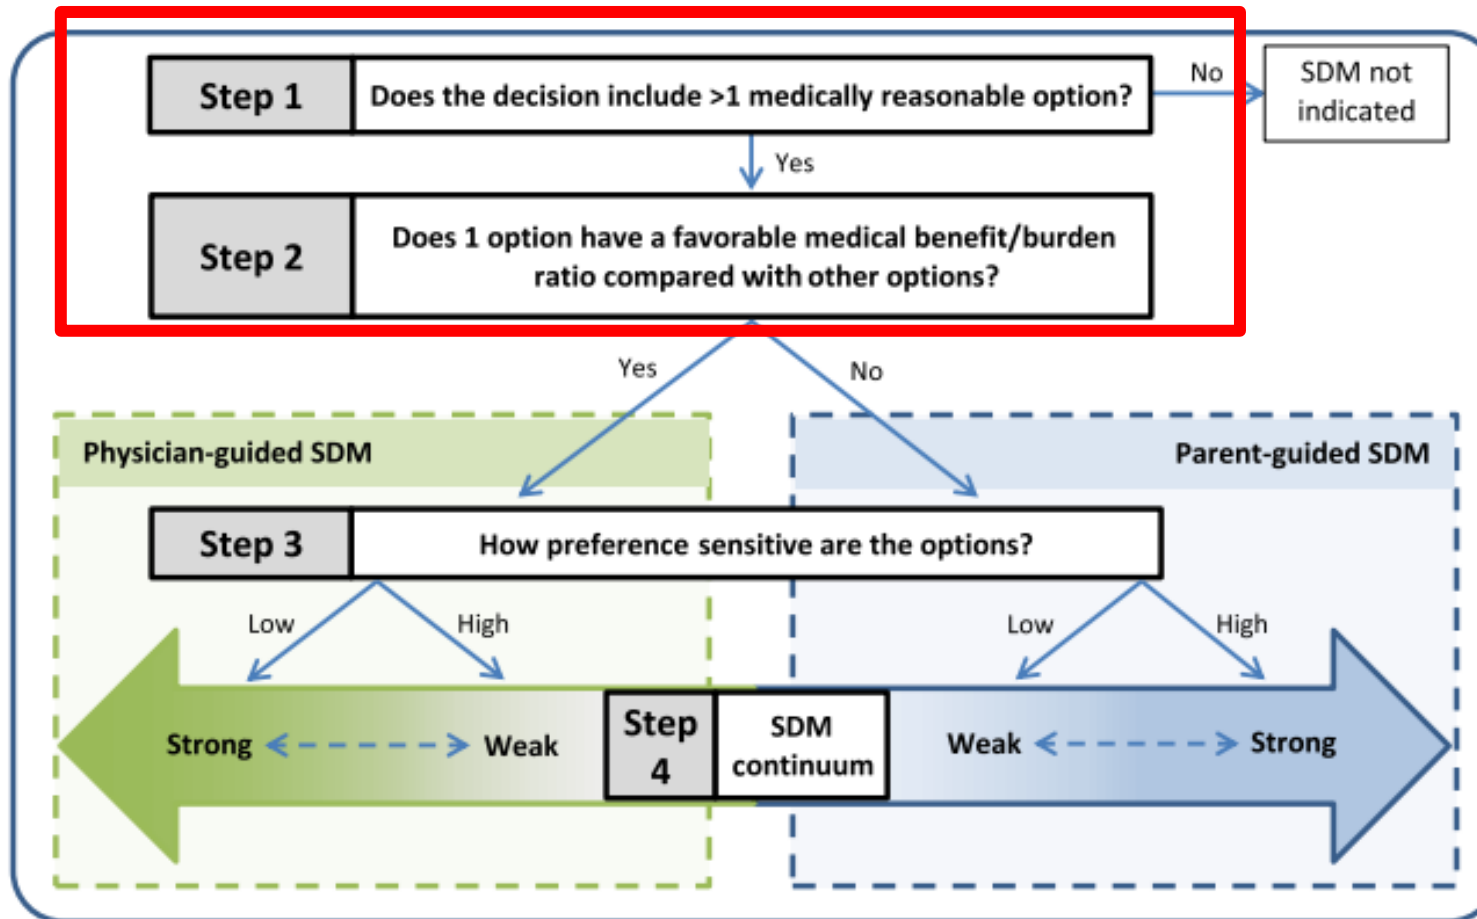 Step 1
Does the decision include >1 medically reasonable option?
No
SDM not
indicated
Yes
Step 2
Does 1 option have a favorable medical benefit/burden
ratio compared with other options?
Yes
No
Physician-guided SDM
Parent-guided SDM
Step 3
How preference sensitive are the options?
Low
High
Low
High
Strong
Weak
Step
4
SDM
continuum
Weak
Strong